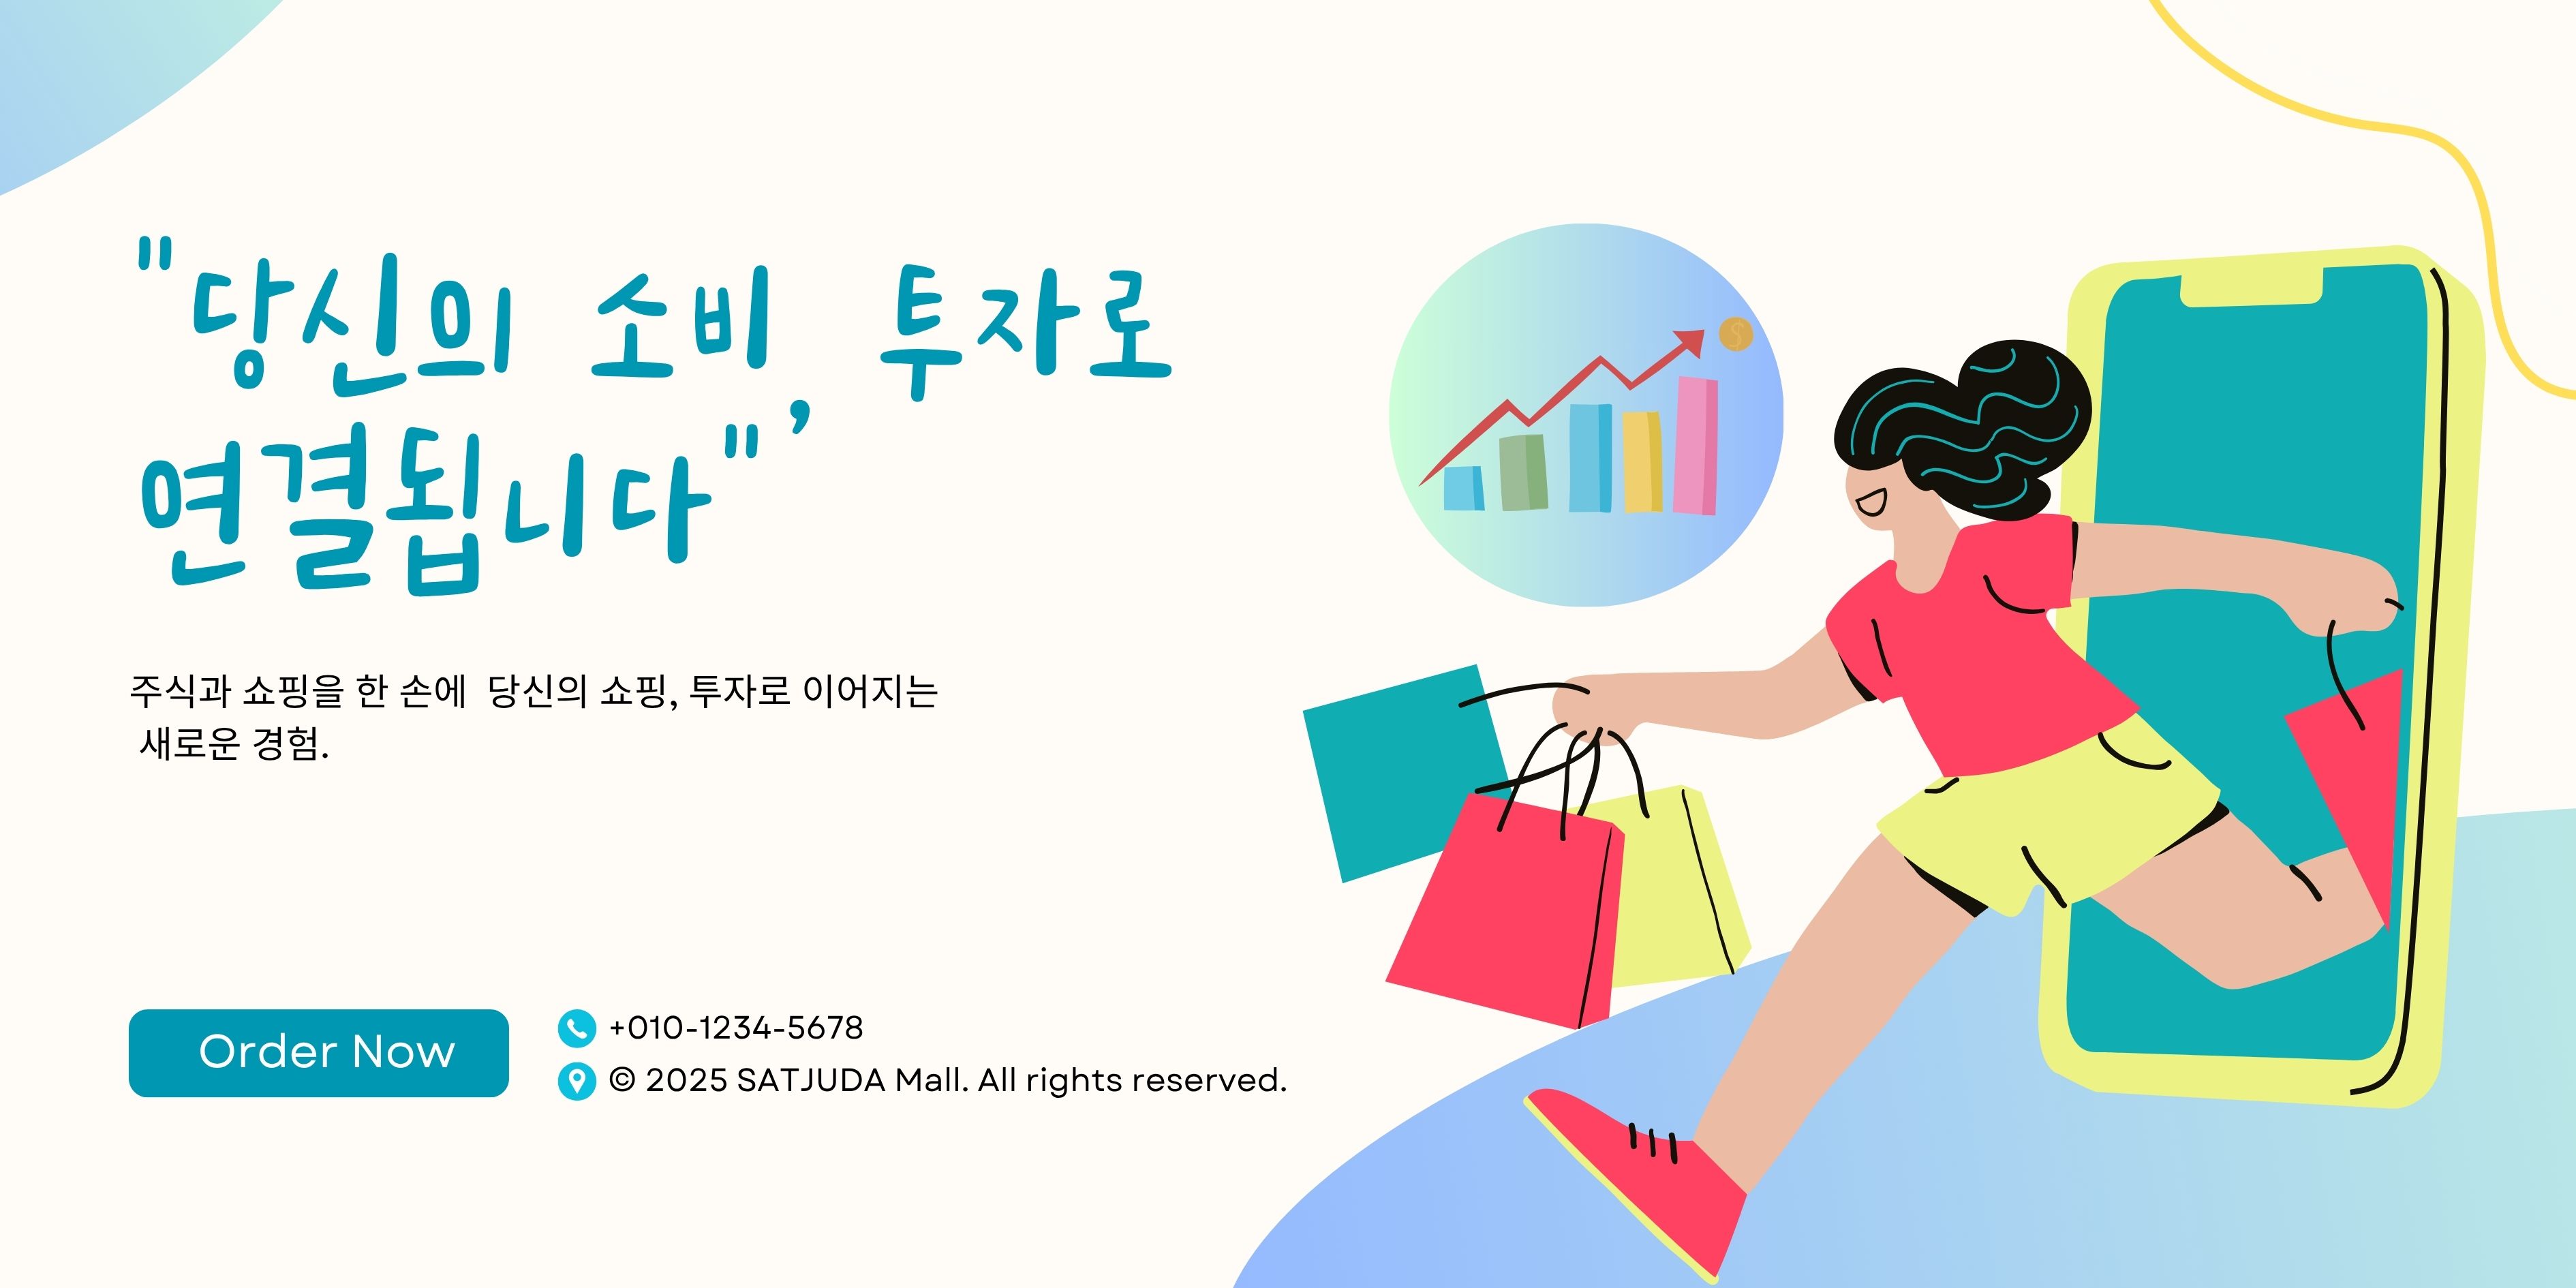 "당신의 소비, 투자로
연결됩니다"
주식과 쇼핑을 한 손에  당신의 쇼핑, 투자로 이어지는
새로운 경험.
Order Now
+010-1234-5678
© 2025 SATJUDA Mall. All rights reserved.
$